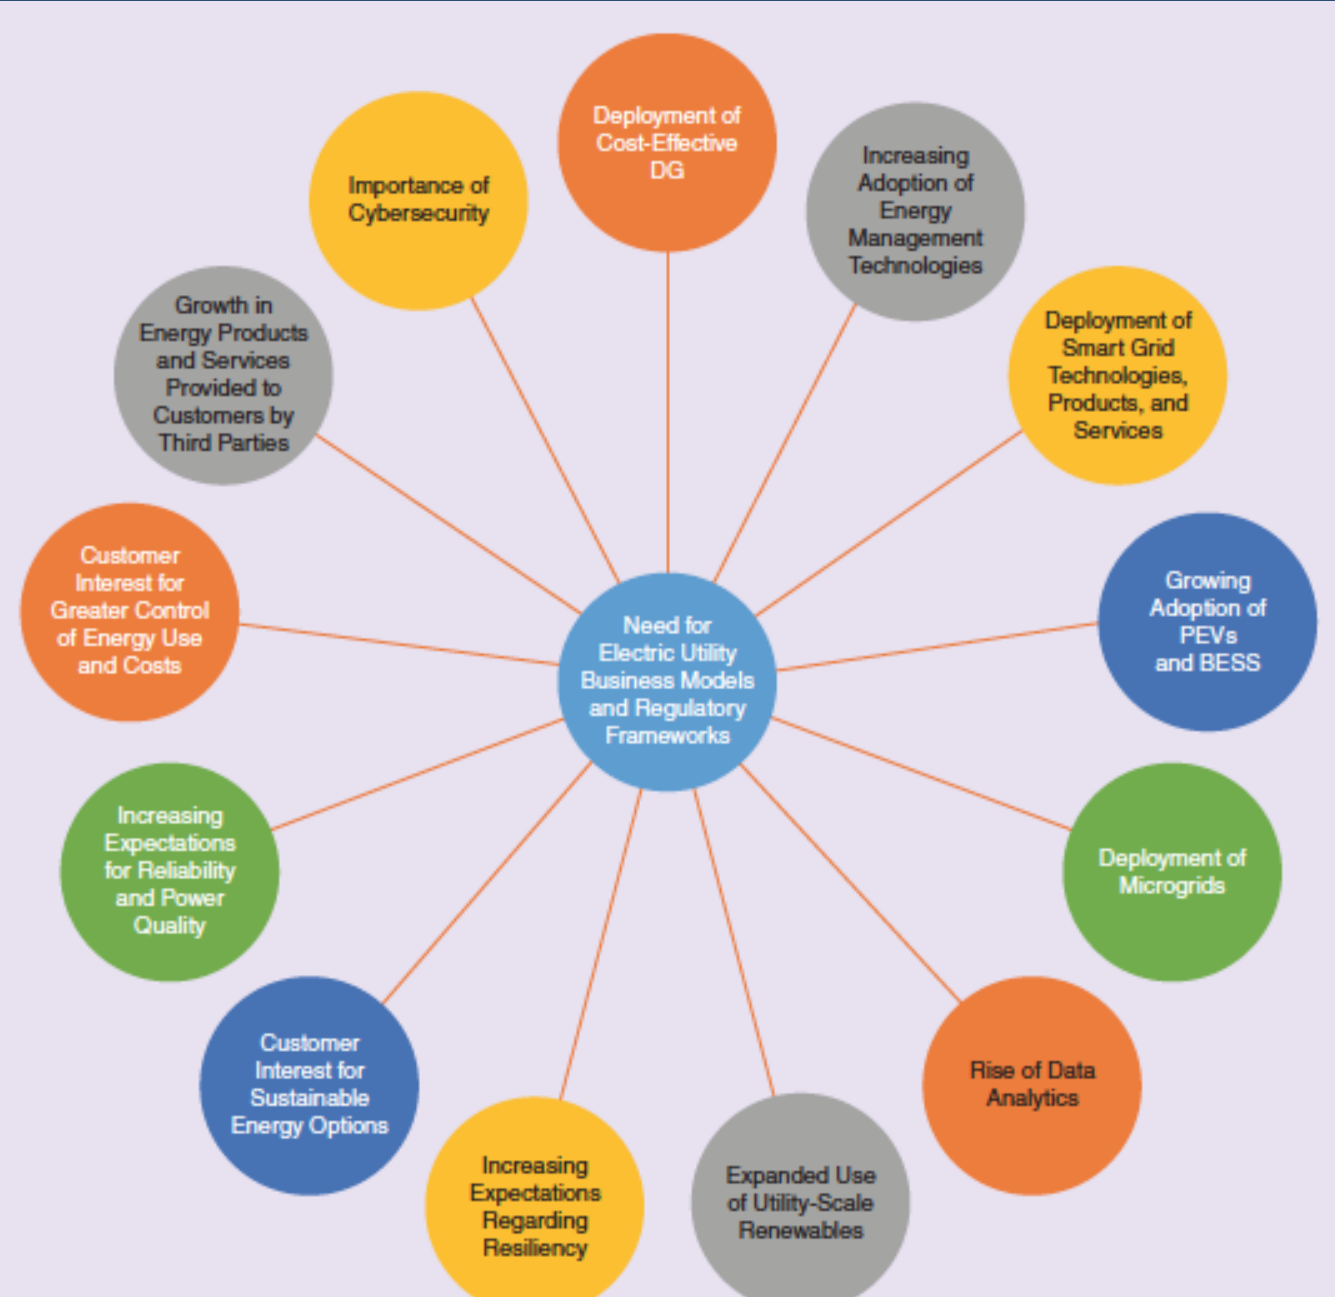 Deployment of
Cost-Effective
DG
Increasing
Adoption of
Energy
Management
Technologies
Deployment of
Smart Grid
Technologies,
Products, and
Services
Growing
Adoption of
PEVs
and BESS
Deployment of
Microgrids
Rise of Data
Analytics
Expanded Use
of Utility-Scale
Renewables
Increasing
Expectations
Regarding
Resiliency
Customer
Interest for
Sustainable
Energy Options
Increasing
Expectations
for Reliability
and Power
Quality
Customer
Interest for
Greater Control
of Energy Use
and Costs
Growth in
Energy Products
and Services
Provided to
Customers by
Third Parties
Importance of
Cybersecurity
Need for
Electric Utility
Business Models
and Regulatory
Frameworks